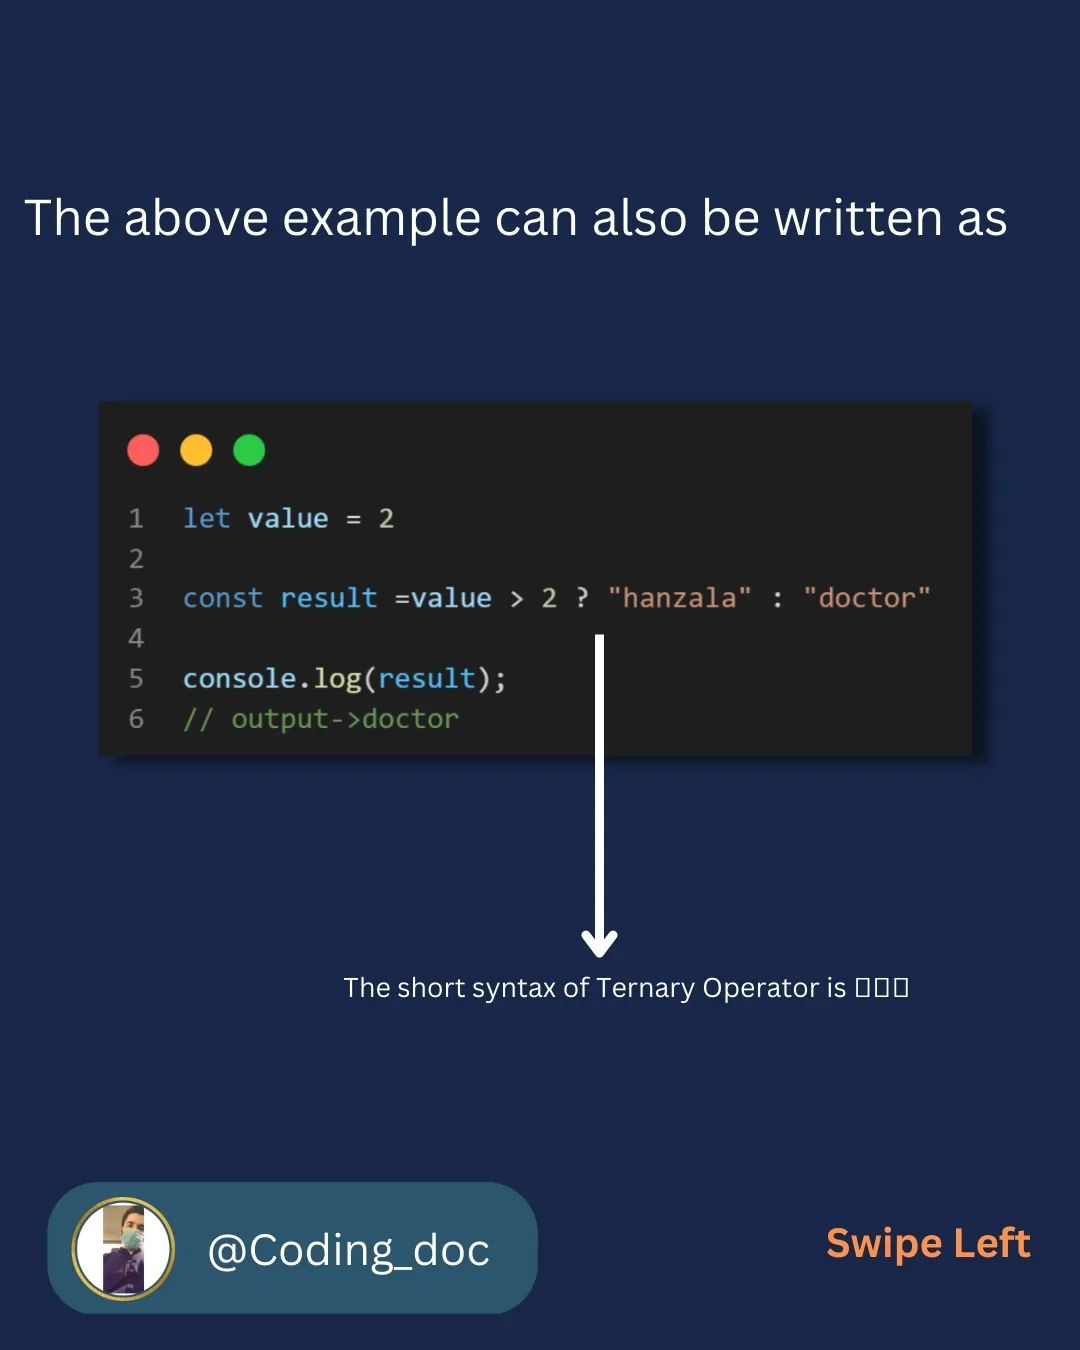 The above example can also be written as
1 let value = 2
2
3 const result =value > 2 ? "hanzala" : "doctor"
4
5 console.log(result);
6 // output->doctor
The short syntax of Ternary Operator is
@Coding_doc
Swipe Left